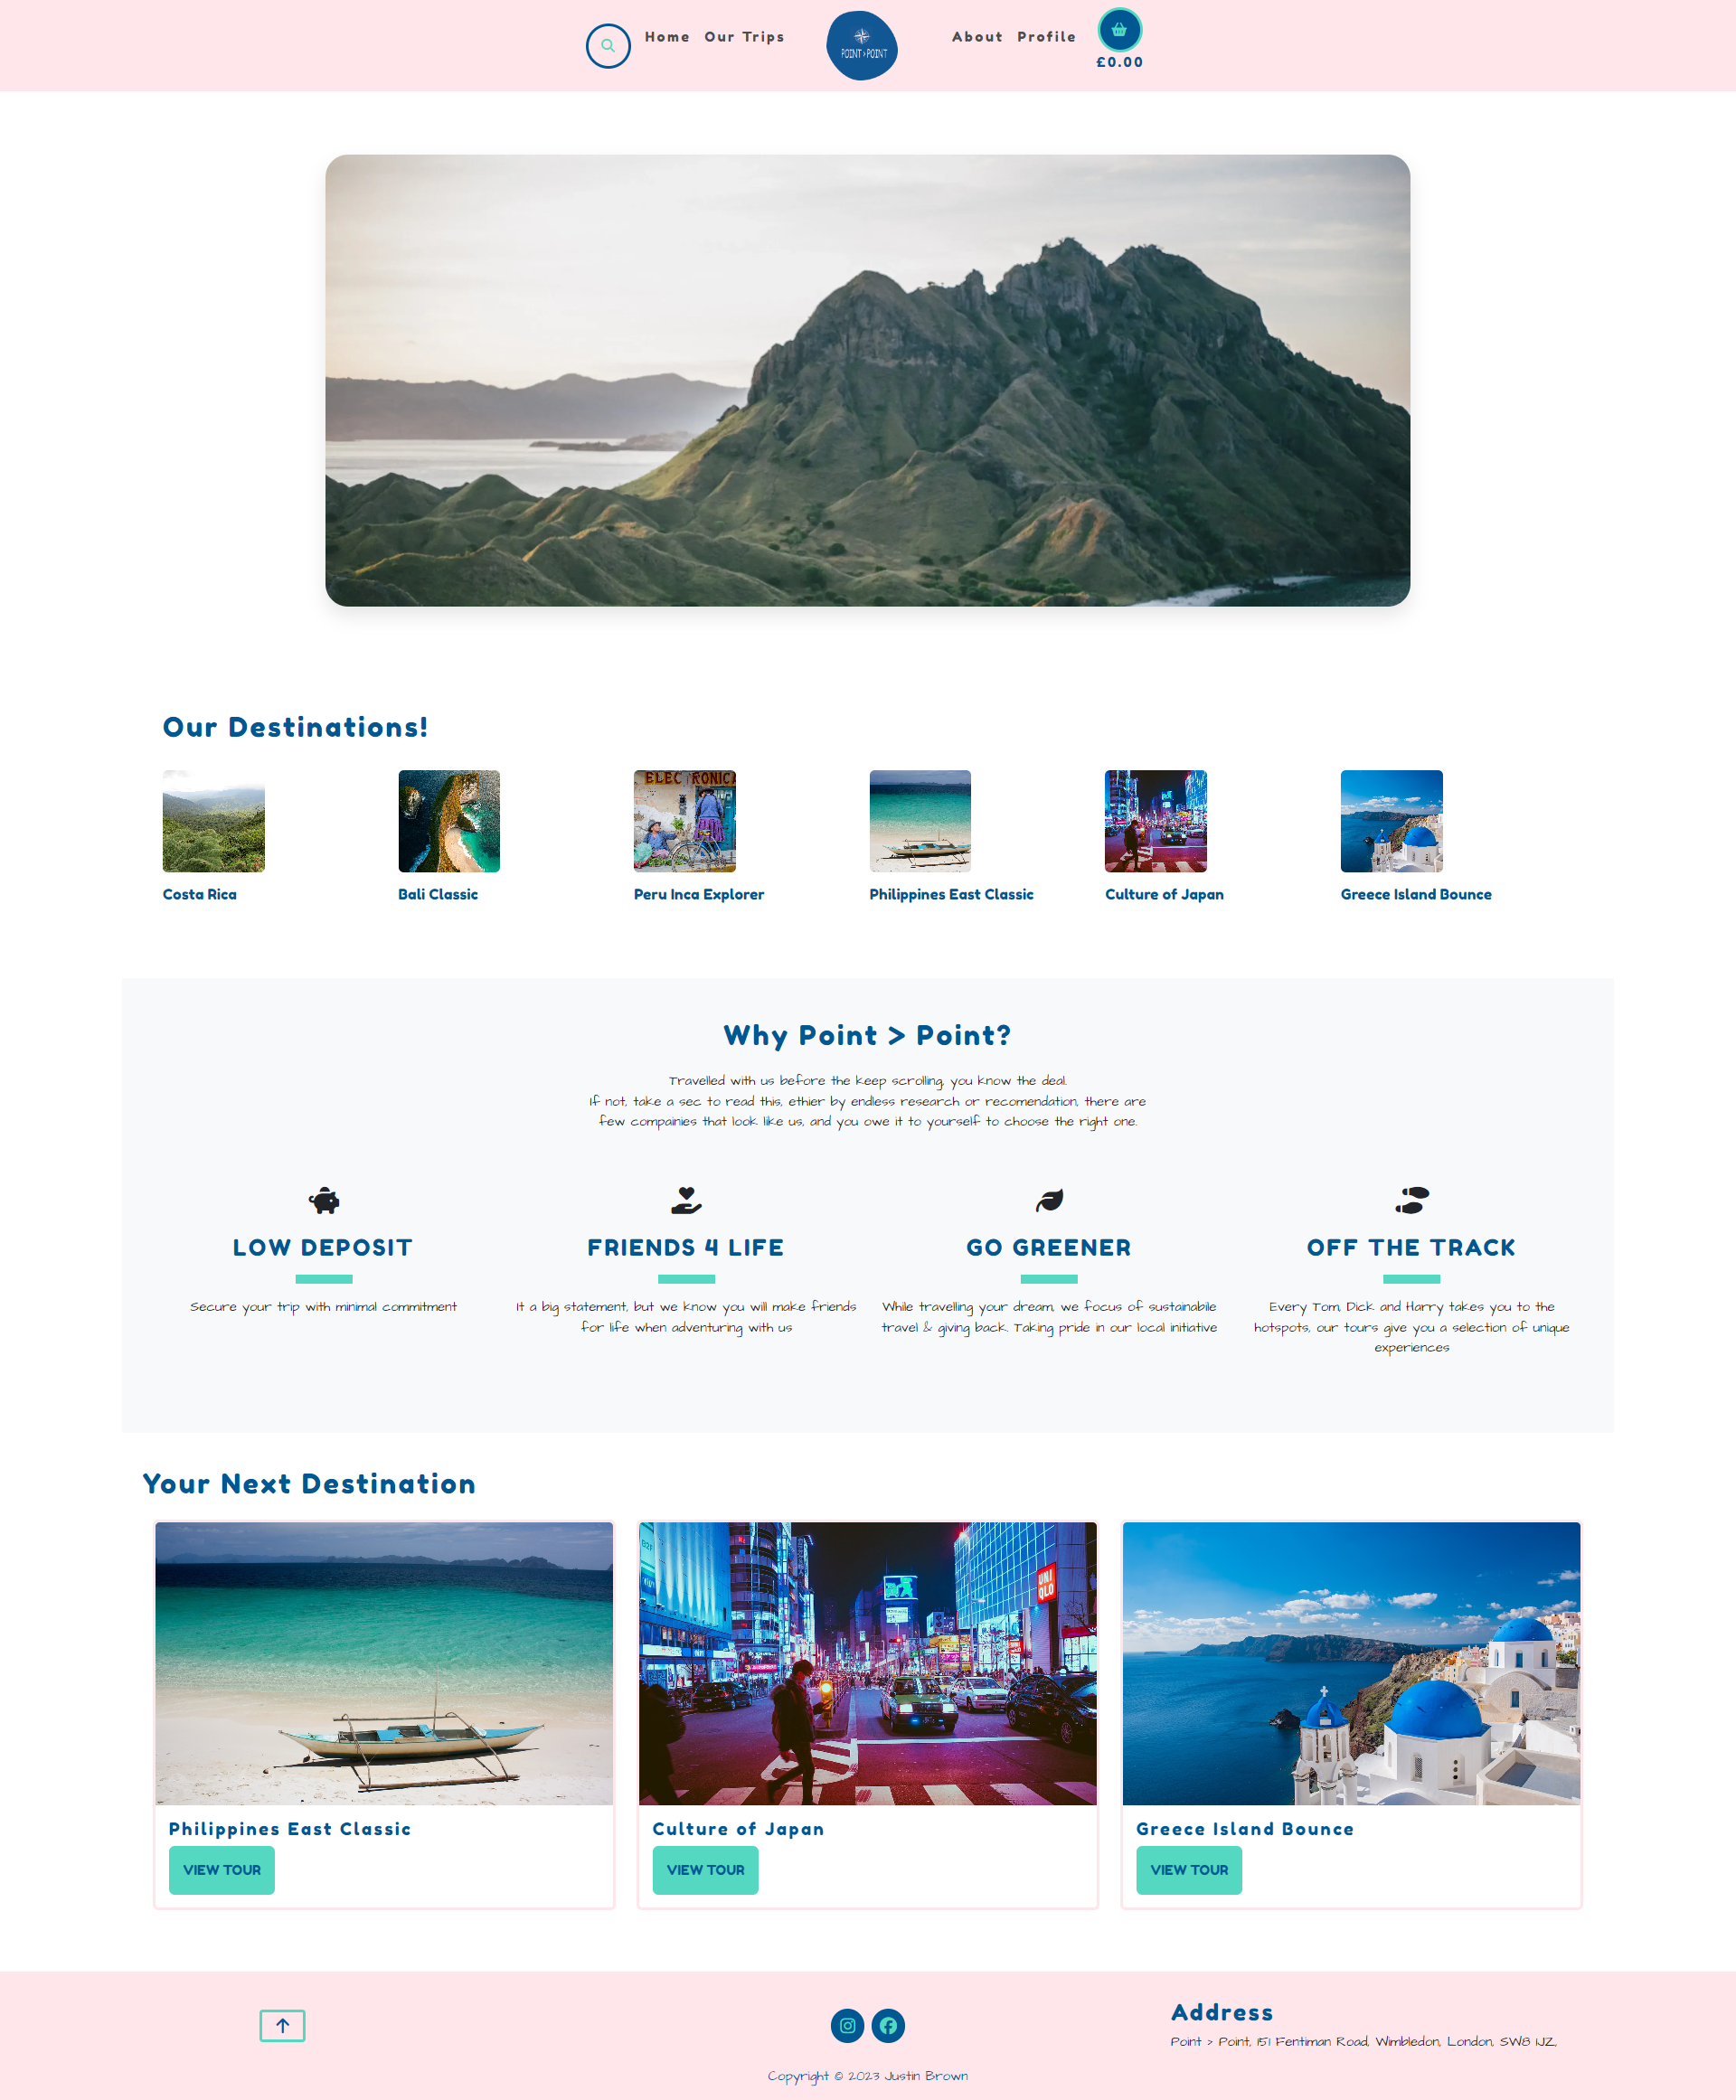 Home Our Trips
POINT > POINT
About Profile
£0.00
Our Destinations!
ELEC RONICA
Costa Rica
Bali Classic
Peru Inca Explorer
Philippines East Classic
Culture of Japan
Greece Island Bounce
Why Point > Point?
Travelled with us before the keep scrolling, you know the deal.
If not, take a sec to read this, ethier by endless research or recomendation, there are
few compainies that look like us, and you owe it to yourself to choose the right one.
LOW DEPOSIT
Secure your trip with minimal commitment
FRIENDS 4 LIFE
It a big statement, but we know you will make friends
for life when adventuring with us
GO GREENER
While travelling your dream, we focus of sustainabile
travel & giving back. Taking pride in our local initiative
OFF THE TRACK
Every Tom, Dick and Harry takes you to the
hotspots, our tours give you a selection of unique
experiences
Your Next Destination
UNI
QLO
Philippines East Classic
VIEW TOUR
Culture of Japan
VIEW TOUR
Greece Island Bounce
VIEW TOUR
Address
Point > Point, 151 Fentiman Road, Wimbledon, London, SW8 1JZ,
Copyright © 2023 Justin Brown